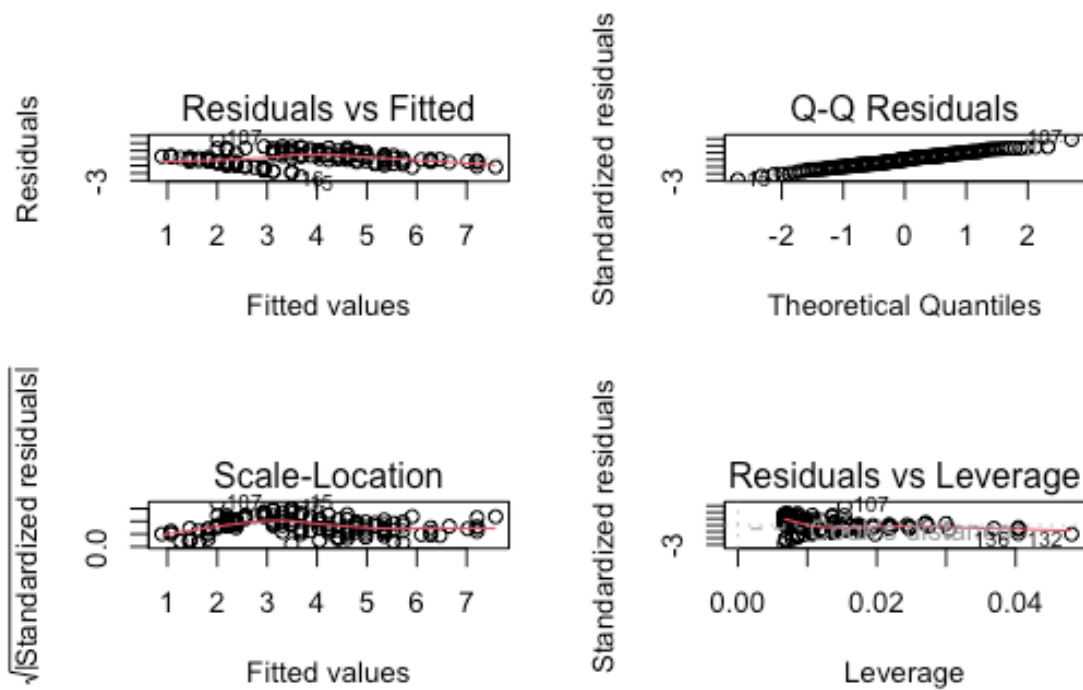 Residuals vs Fitted
Residuals
-3
107
16
15
1 2 3 4 5 6 7
Fitted values
Q-Q Residuals
Standardized residuals
-3
107
-2 -1 0 1 2
Theoretical Quantiles
Scale-Location
√|Standardized residuals|
0.0
107
15
1 2 3 4 5 6 7
Fitted values
Residuals vs Leverage
Standardized residuals
-3
107
136
132
0.00 0.02 0.04
Leverage